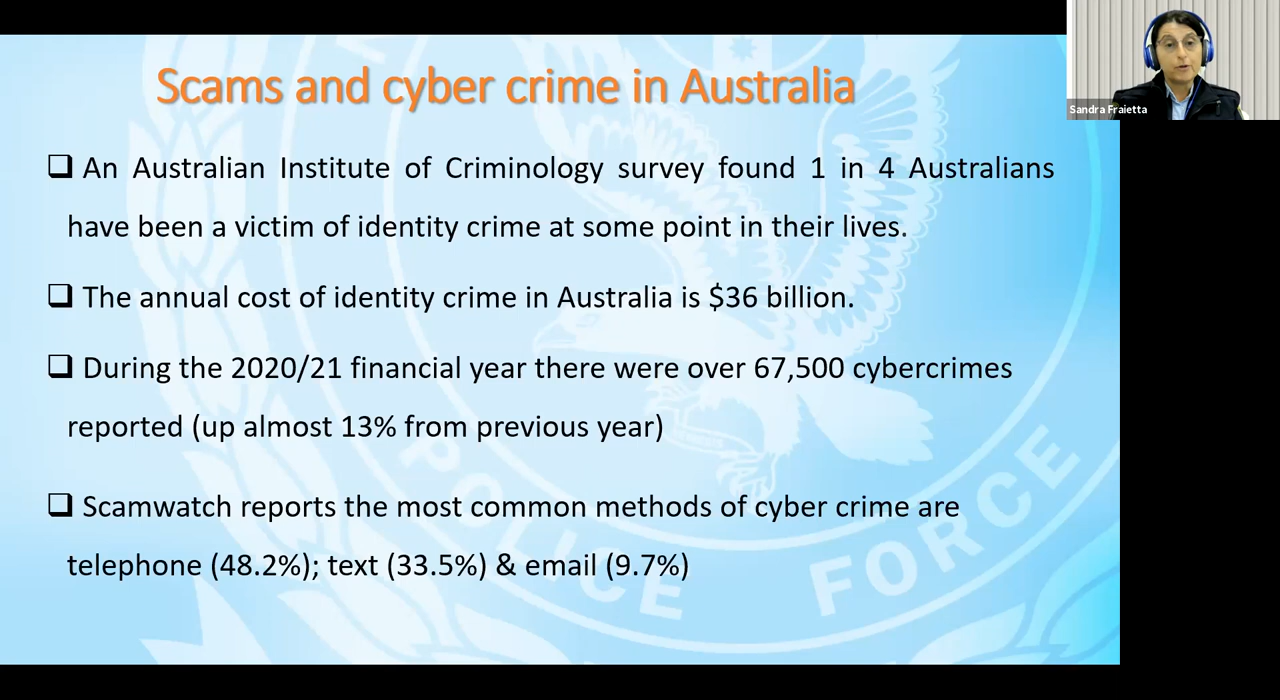 Scams and cyber crime in Australia
Sandra Fraietta
❑ An Australian Institute of Criminology survey found 1 in 4 Australians
have been a victim of identity crime at some point in their lives.
❑ The annual cost of identity crime in Australia is $36 billion.
❑ During the 2020/21 financial year there were over 67,500 cybercrimes
reported (up almost 13% from previous year)
❑ Scamwatch reports the most common methods of cyber crime are
telephone (48.2%); text (33.5%) & email (9.7%)
POLICE FORCE